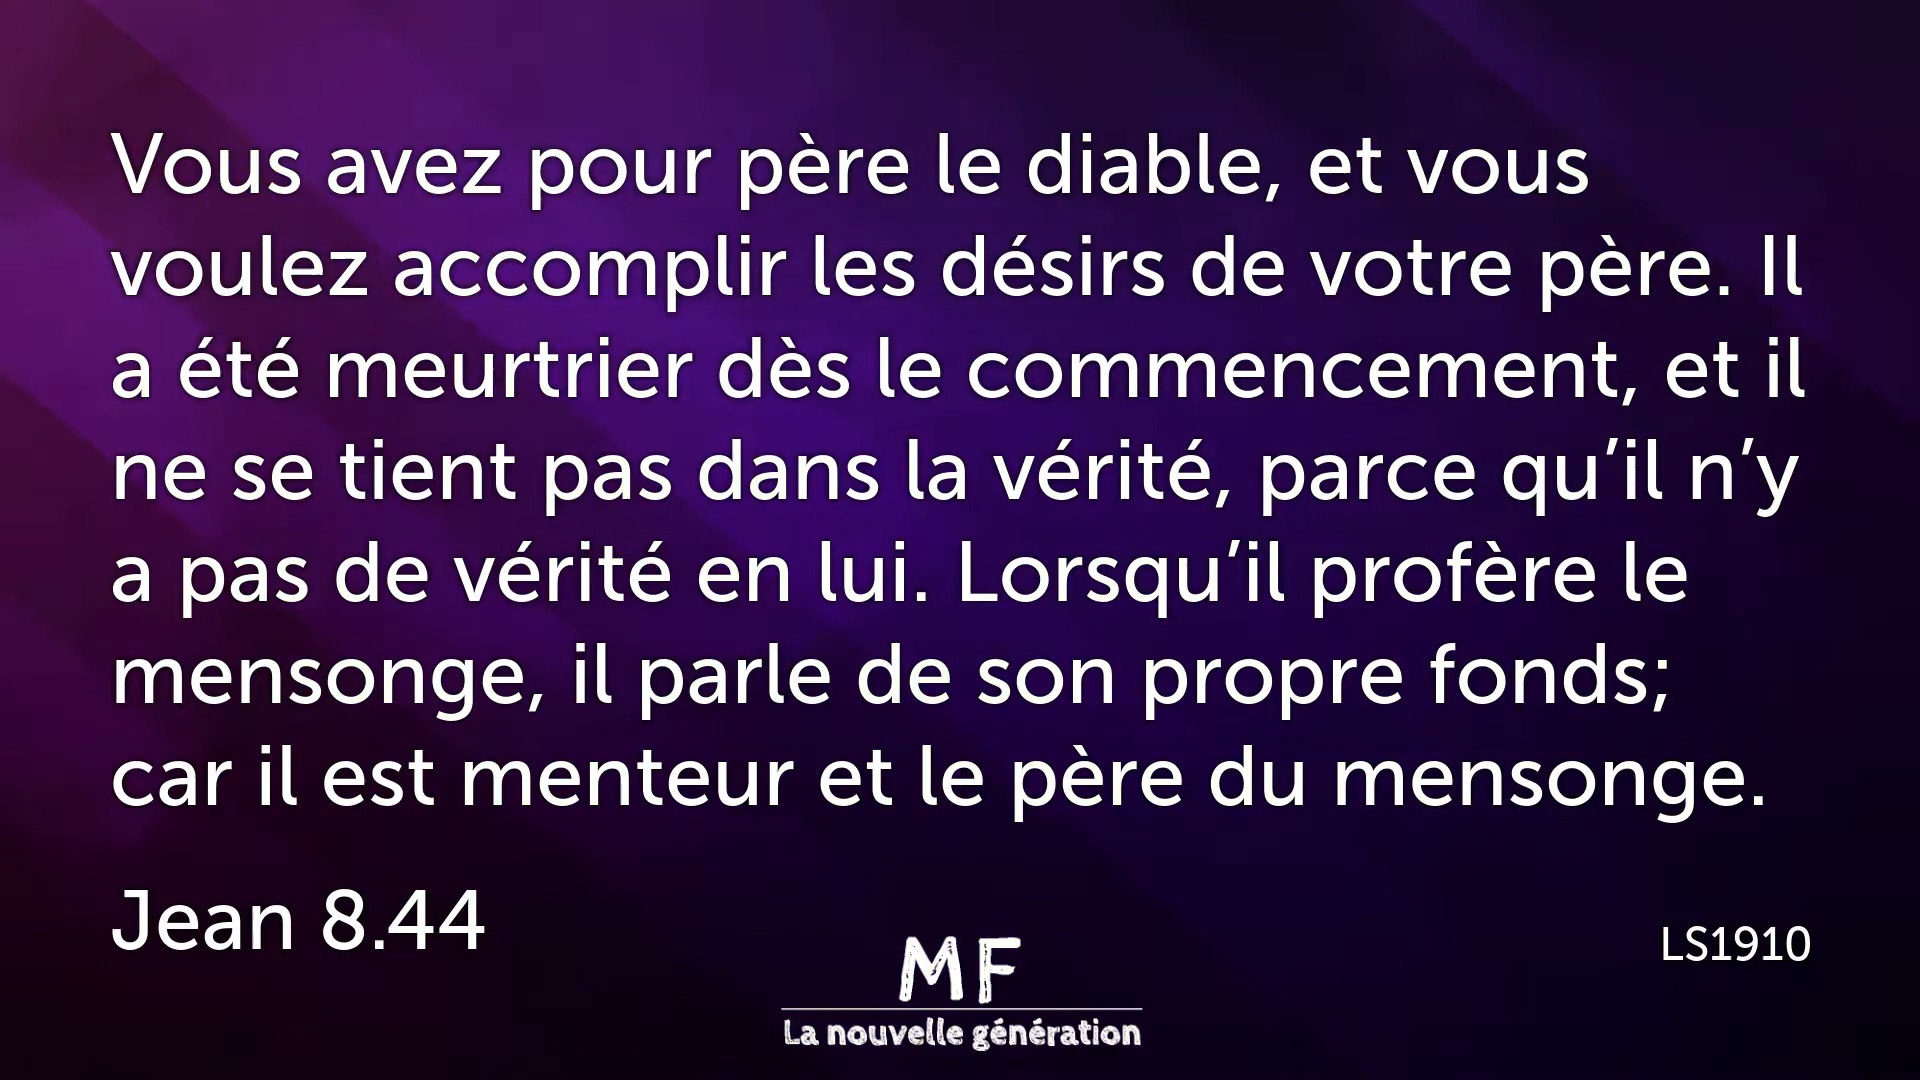 Vous avez pour père le diable, et vous
voulez accomplir les désirs de votre père. Il
a été meurtrier dès le commencement, et il
ne se tient pas dans la vérité, parce qu’il n’y
a pas de vérité en lui. Lorsqu’il profère le
mensonge, il parle de son propre fonds;
car il est menteur et le père du mensonge.
Jean 8.44
LS1910
MF
La nouvelle génération